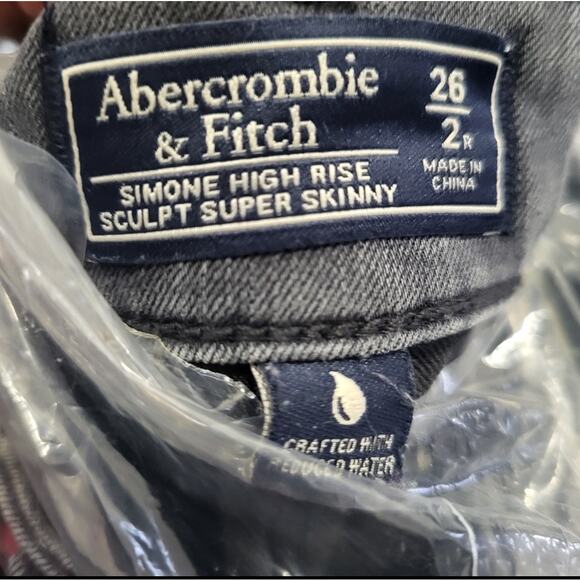 Abercrombie
& Fitch
SIMONE HIGH RISE
SCULPT SUPER SKINNY
26
2R
MADE IN
CHINA
CRAFTED WITH
REDUCED WATER